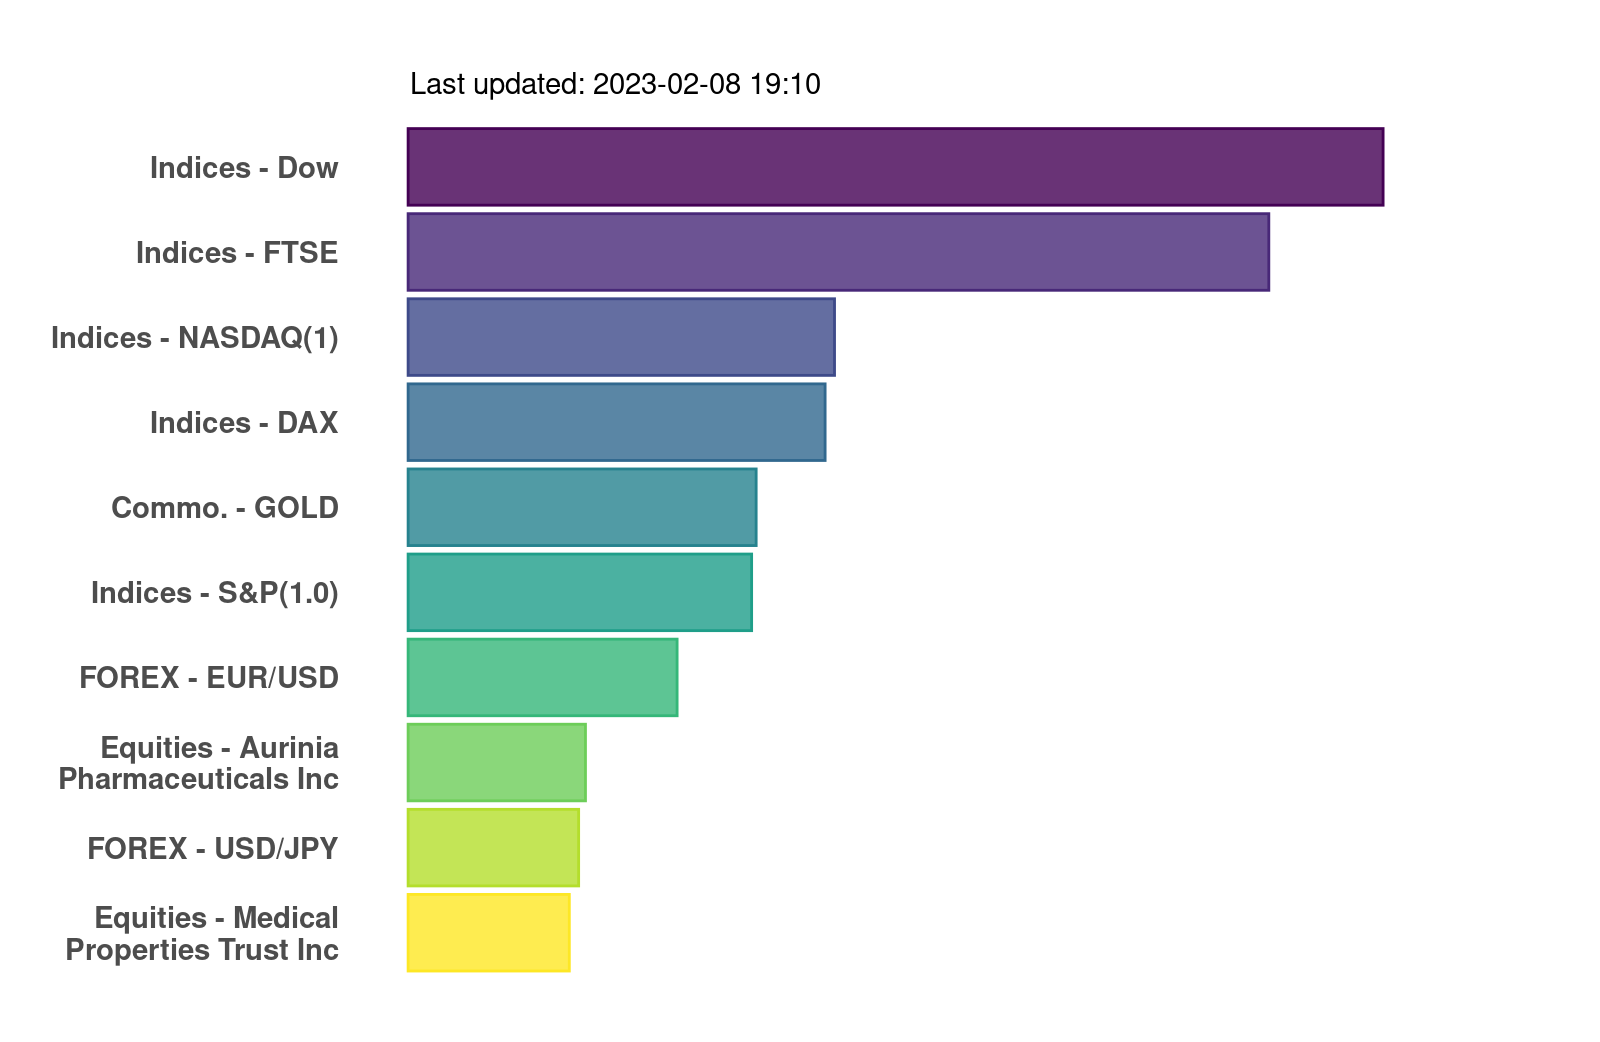 Last updated: 2023-02-08 19:10
Indices - Dow
Indices - FTSE
Indices - NASDAQ(1)
Indices - DAX
Commo. - GOLD
Indices - S&P(1.0)
FOREX - EUR/USD
Equities - Aurinia
Pharmaceuticals Inc
FOREX - USD/JPY
Equities - Medical
Properties Trust Inc